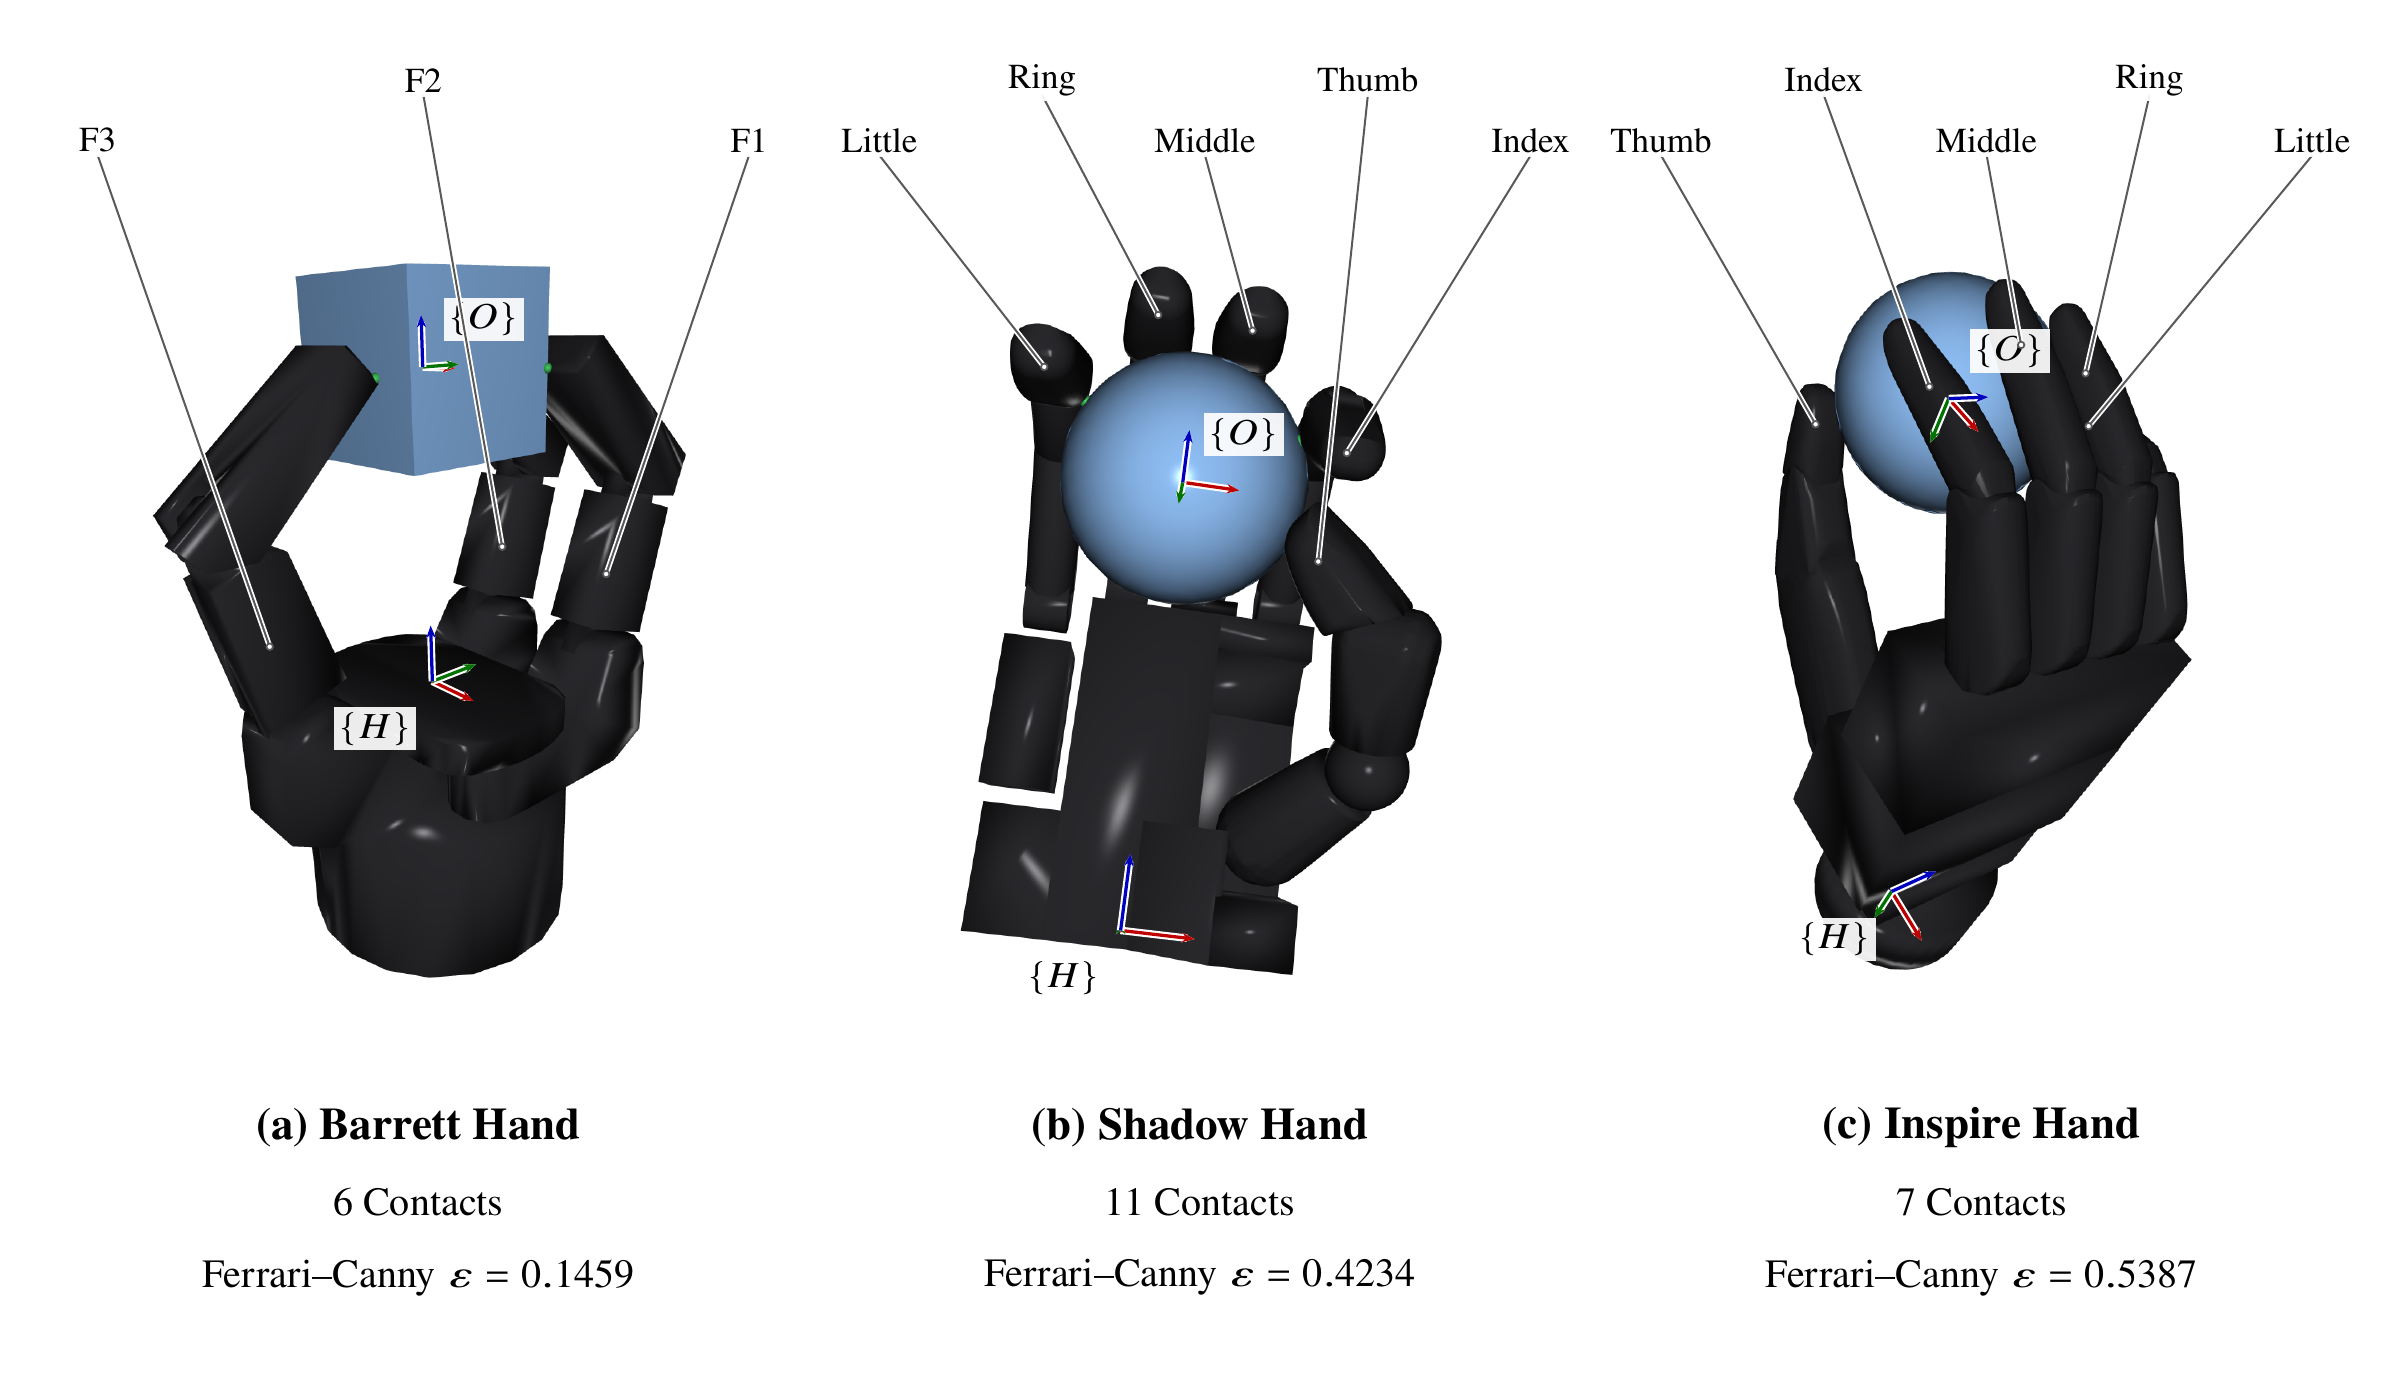 F2
F3
F1
{O}
{H}
(a) Barrett Hand
6 Contacts
Ferrari–Canny ε = 0.1459
Ring
Thumb
Little
Middle
Index
{O}
{H}
(b) Shadow Hand
11 Contacts
Ferrari–Canny ε = 0.4234
Index
Ring
Thumb
Middle
Little
{O}
{H}
(c) Inspire Hand
7 Contacts
Ferrari–Canny ε = 0.5387